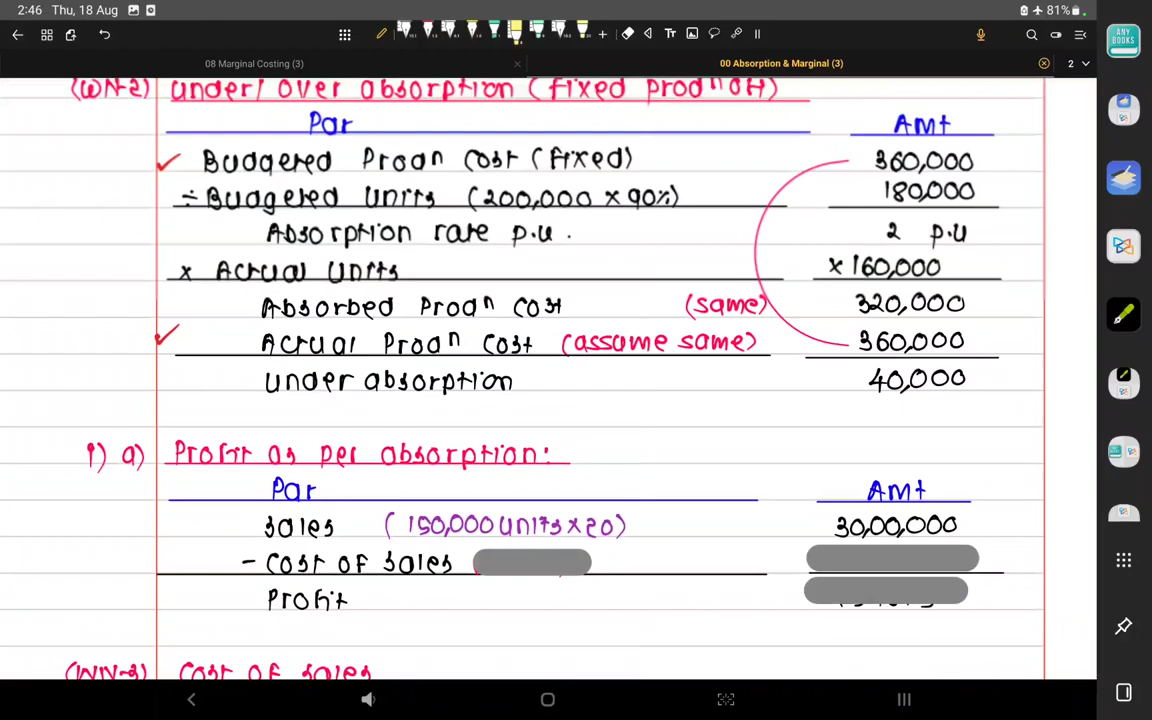 2:46 Thu, 18 Aug 81%
08 Marginal Costing (3)
00 Absorption & Marginal (3)
2
ANY BOOKS
(WN-2) Under/Over absorption (fixed Prodn OH)
Par Amt
Budgered Prodn Cost (fixed) 360,000
÷ Budgered Units (200,000 × 90%) 180,000
Absorption rate p.u. 2 p.u
× Actual Units × 160,000
Absorbed Prodn Cost (same) 320,000
Actual Prodn Cost (assume same) 360,000
Under absorption 40,000
1) a) Profit as per absorption:
Par Amt
Sales (150,000 units × 20) 30,00,000
- Cost of Sales
Profit
(WN-3) Cost of sales